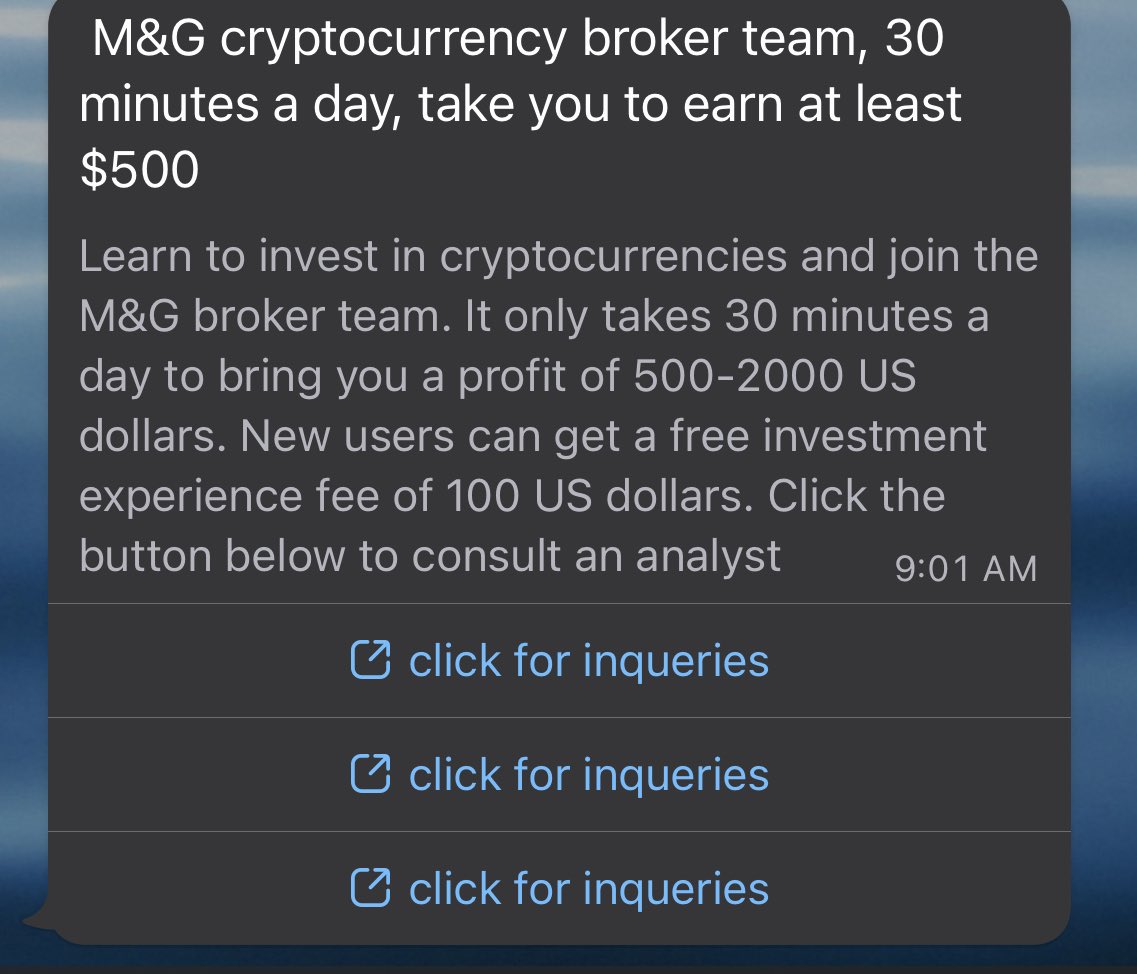 M&G cryptocurrency broker team, 30
minutes a day, take you to earn at least
$500
Learn to invest in cryptocurrencies and join the
M&G broker team. It only takes 30 minutes a
day to bring you a profit of 500-2000 US
dollars. New users can get a free investment
experience fee of 100 US dollars. Click the
button below to consult an analyst
9:01 AM
click for inqueries
click for inqueries
click for inqueries